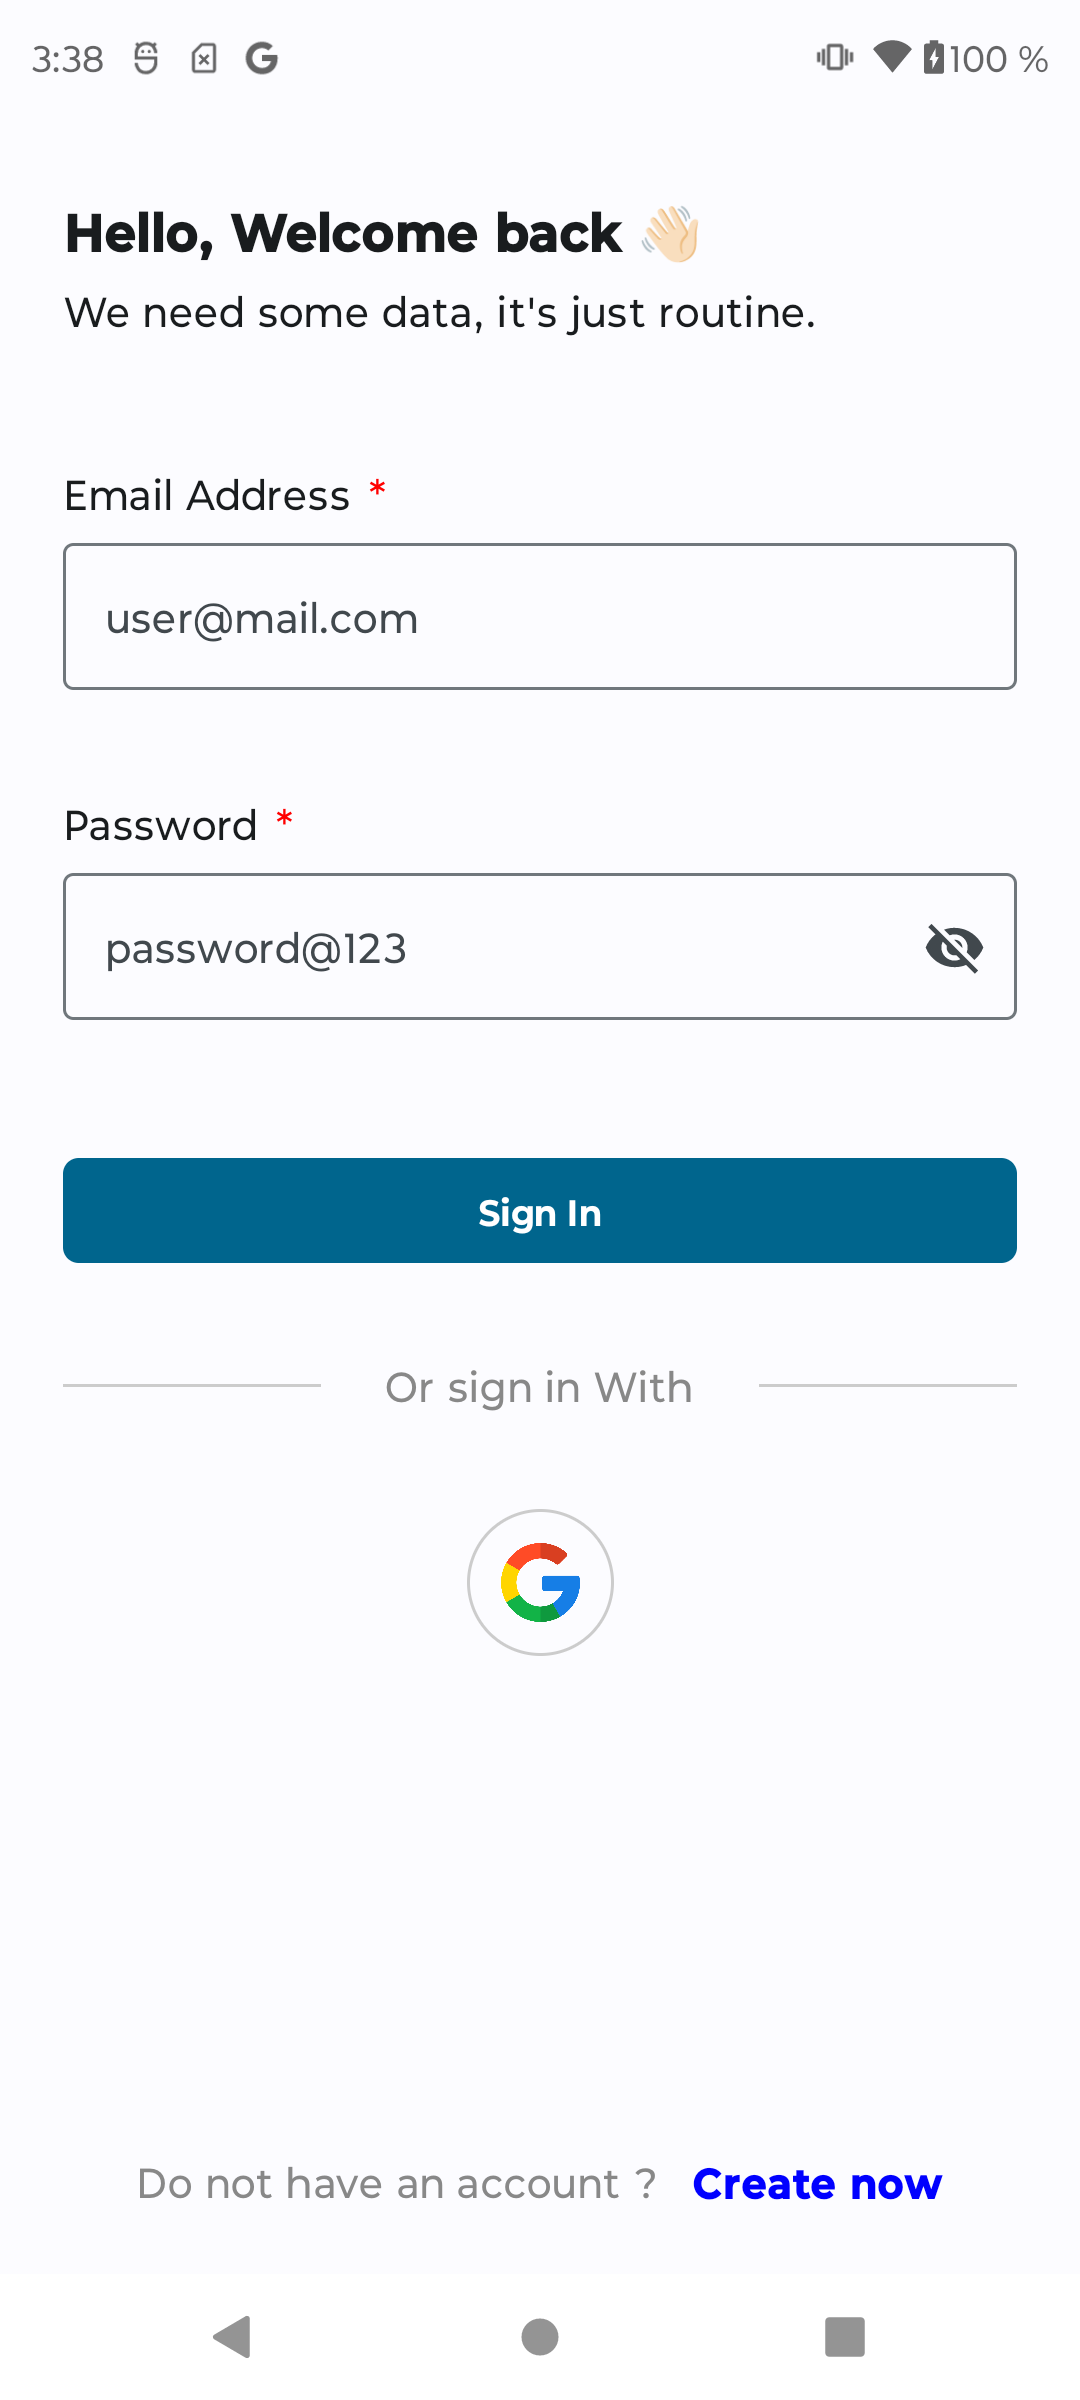 3:38
100 %
Hello, Welcome back 👋🏻
We need some data, it's just routine.
Email Address *
user@mail.com
Password *
password@123
Sign In
Or sign in With
Do not have an account ? Create now